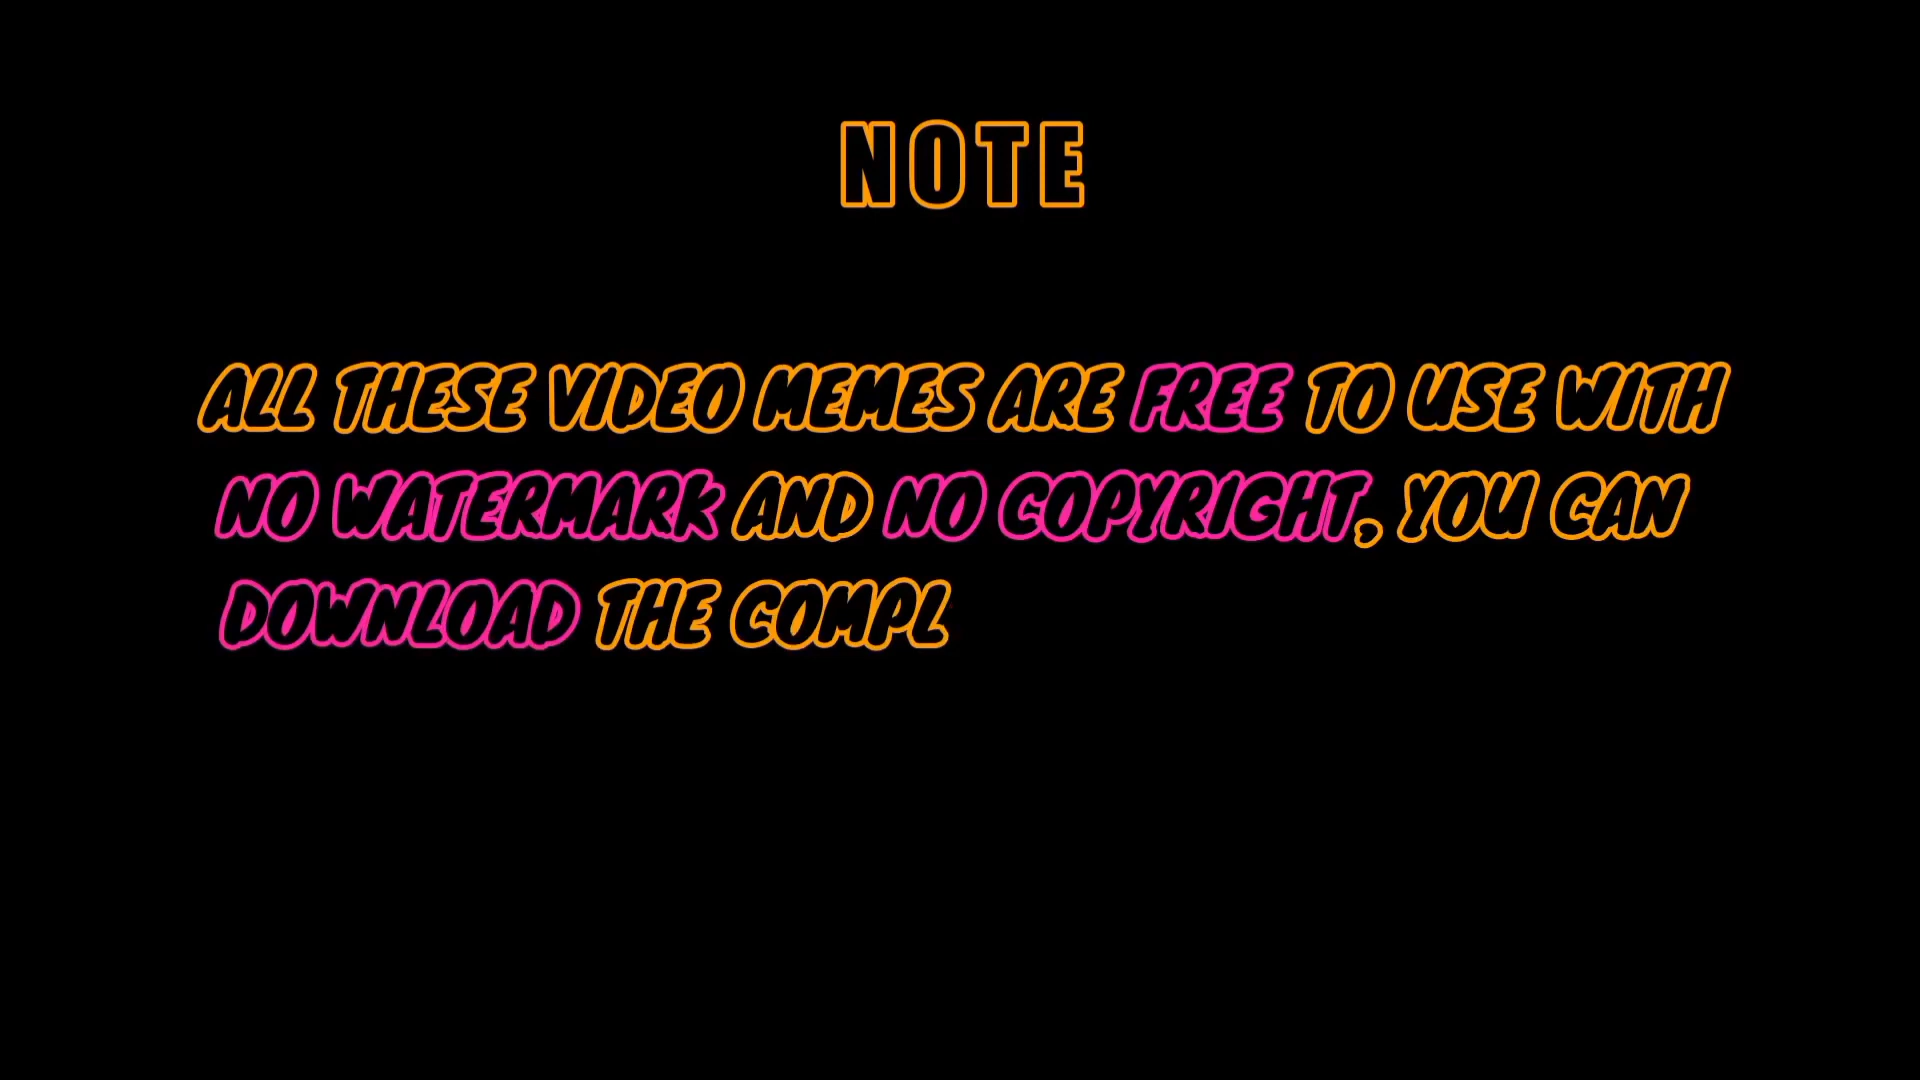 NOTE
ALL THESE VIDEO MEMES ARE FREE TO USE WITH
NO WATERMARK AND NO COPYRIGHT, YOU CAN
DOWNLOAD THE COMPL